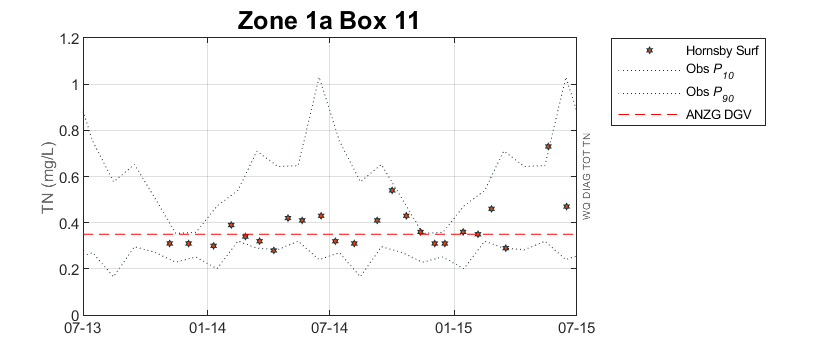 Zone 1a Box 11
1.2
1
0.8
0.6
0.4
0.2
0
TN (mg/L)
07-13
01-14
07-14
01-15
07-15
WQ DIAG TOT TN
Hornsby Surf
Obs P10
Obs P90
ANZG DGV